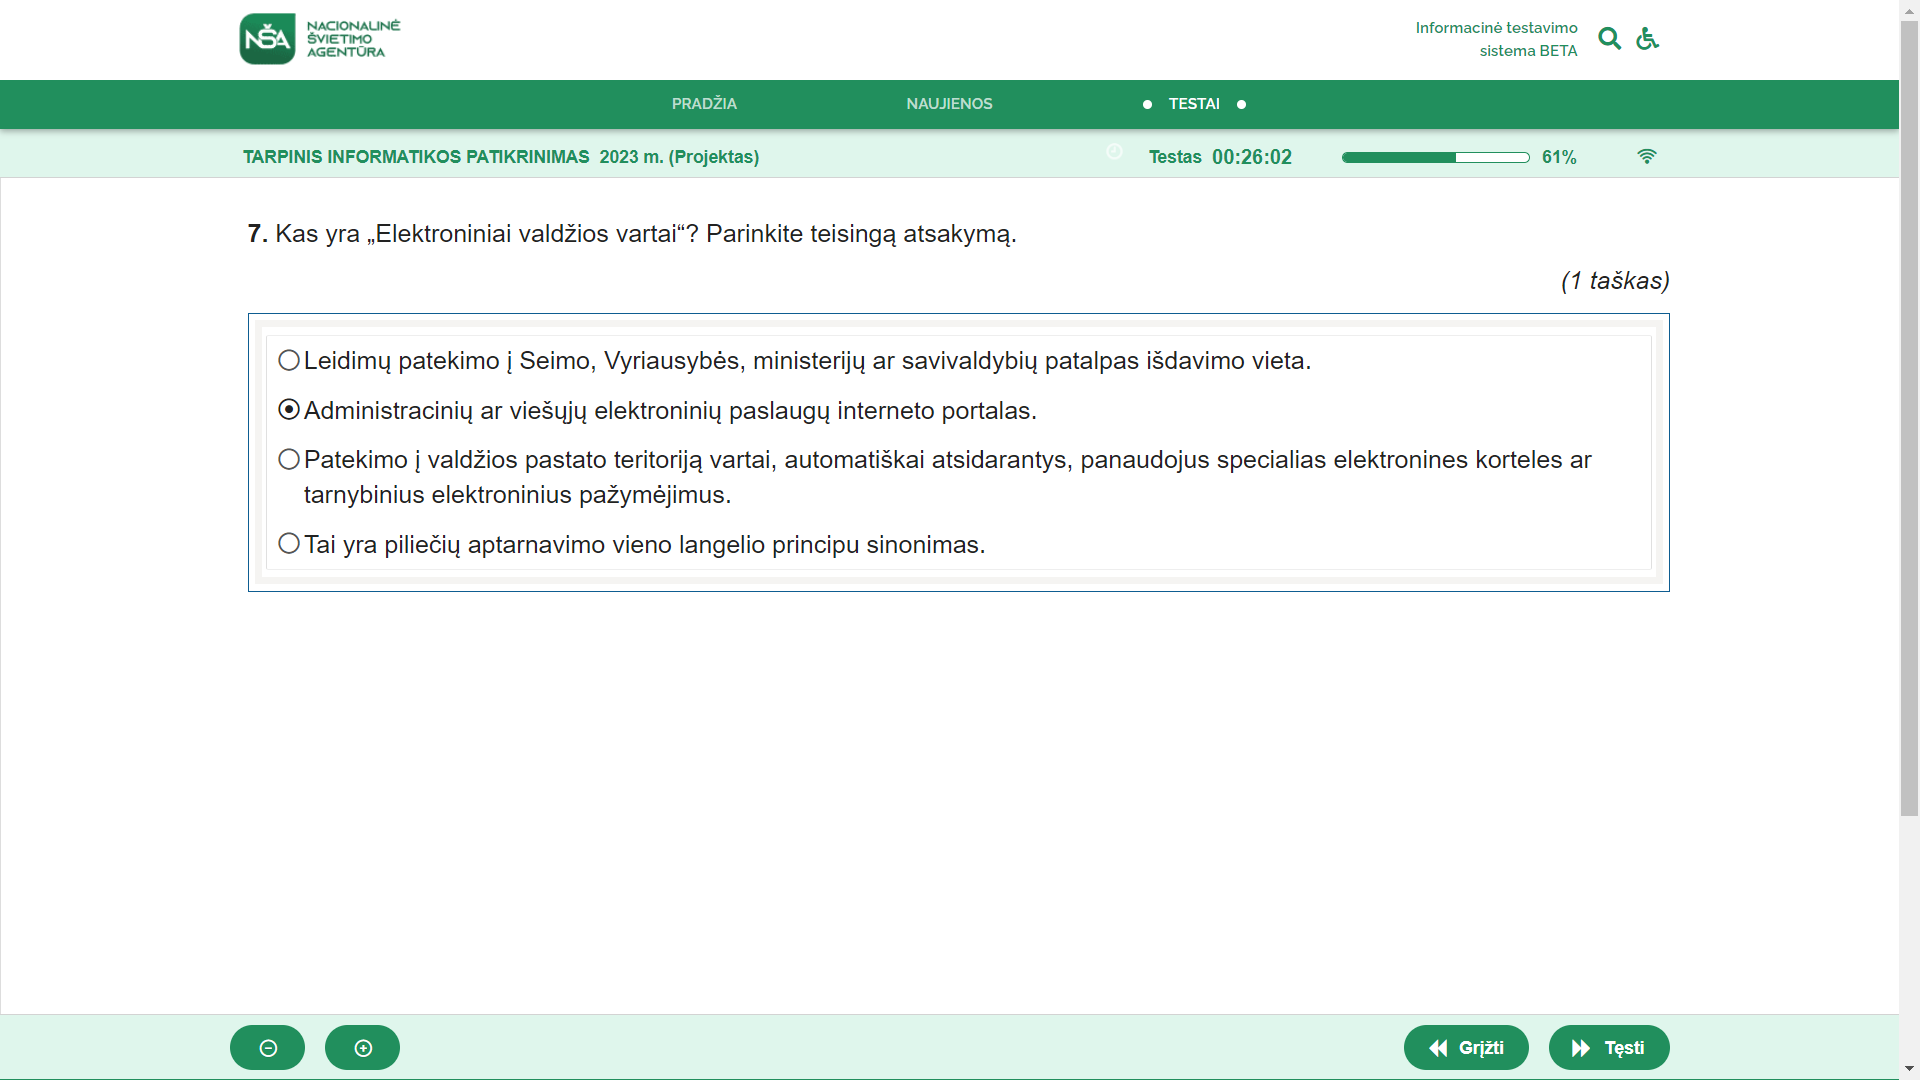 NŠA NACIONALINĖ ŠVIETIMO AGENTŪRA
Informacinė testavimo sistema BETA
PRADŽIA NAUJIENOS TESTAI
TARPINIS INFORMATIKOS PATIKRINIMAS 2023 m. (Projektas) Testas 00:26:02 61%
7. Kas yra „Elektroniniai valdžios vartai“? Parinkite teisingą atsakymą.
(1 taškas)
Leidimų patekimo į Seimo, Vyriausybės, ministerijų ar savivaldybių patalpas išdavimo vieta.
Administracinių ar viešųjų elektroninių paslaugų interneto portalas.
Patekimo į valdžios pastato teritoriją vartai, automatiškai atsidarantys, panaudojus specialias elektronines korteles ar
tarnybinius elektroninius pažymėjimus.
Tai yra piliečių aptarnavimo vieno langelio principu sinonimas.
Grįžti Tęsti